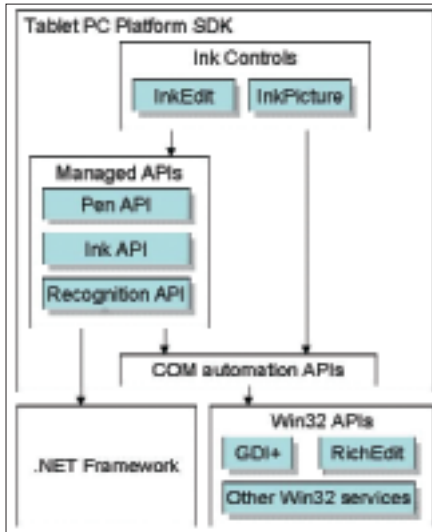 Tablet PC Platform SDK
Ink Controls
InkEdit InkPicture
Managed APIs
Pen API
Ink API
Recognition API
COM automation APIs
.NET Framework
Win32 APIs
GDI+ RichEdit
Other Win32 services